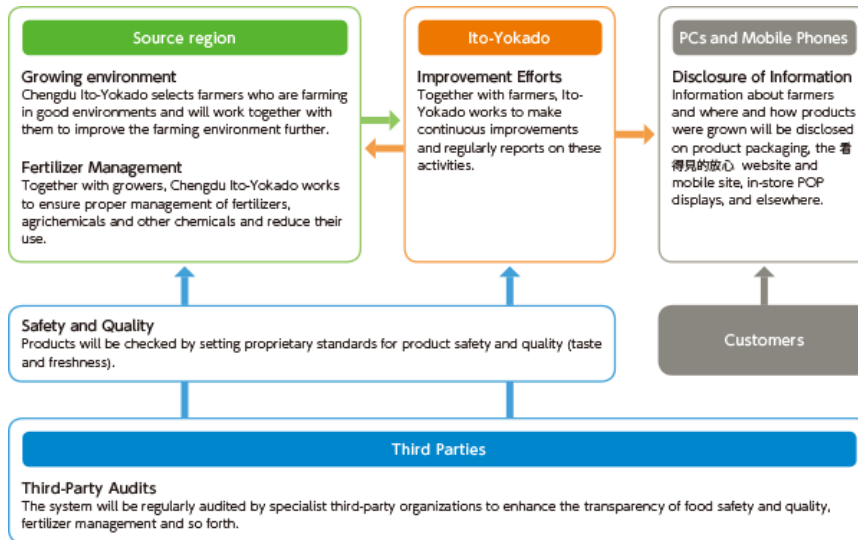 Source region
Growing environment
Chengdu Ito-Yokado selects farmers who are farming
in good environments and will work together with
them to improve the farming environment further.
Fertilizer Management
Together with growers, Chengdu Ito-Yokado works
to ensure proper management of fertilizers,
agrichemicals and other chemicals and reduce their
use.
Ito-Yokado
Improvement Efforts
Together with farmers, Ito-
Yokado works to make
continuous improvements
and regularly reports on these
activities.
PCs and Mobile Phones
Disclosure of Information
Information about farmers
and where and how products
were grown will be disclosed
on product packaging, the 看
得見的放心 website and
mobile site, in-store POP
displays, and elsewhere.
Safety and Quality
Products will be checked by setting proprietary standards for product safety and quality (taste
and freshness).
Customers
Third Parties
Third-Party Audits
The system will be regularly audited by specialist third-party organizations to enhance the transparency of food safety and quality,
fertilizer management and so forth.